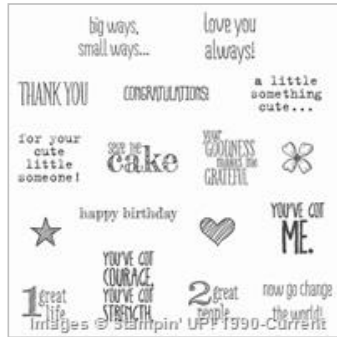 big ways,
small ways...
love you
always!
THANK YOU
CONGRATULATIONS!
a little
something
cute...
for your
cute
little
someone!
save the
cake
your
GOODNESS
makes me
GRATEFUL
happy birthday
YOU'VE GOT
ME.
YOU'VE GOT
COURAGE,
YOU'VE GOT
STRENGTH,
1 great
life
2 great
people
now go change
the world!
Images © Stampin' UP! 1990-Current